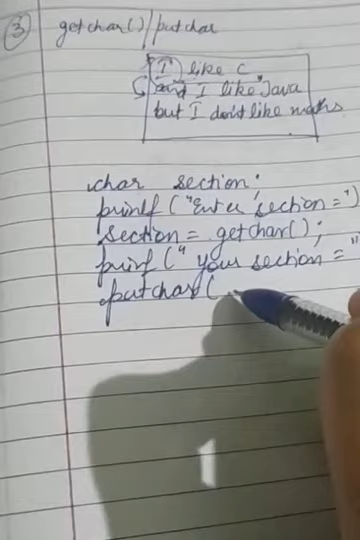 3 getchar()/putchar
I like C
and I like Java
but I don't like maths
char section;
printf ("Enter section = ")
section = getchar();
prinf (" your section = "
putchar (